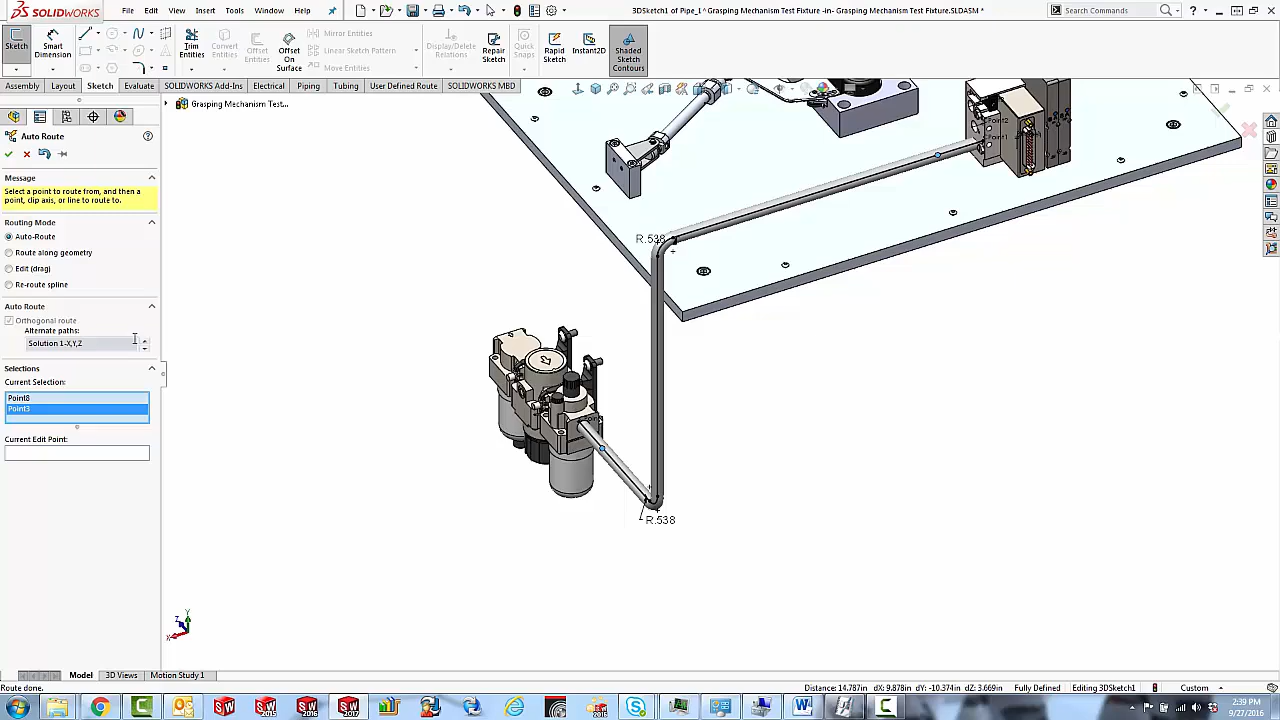 SOLIDWORKS
File
Edit
View
Insert
Tools
Window
Help
3DSketch1 of Pipe_1^Grasping Mechanism Test Fixture -in- Grasping Mechanism Test Fixture.SLDASM *
Search Commands
Sketch
Smart Dimension
Trim Entities
Convert Entities
Offset Entities
Offset On Surface
Mirror Entities
Linear Sketch Pattern
Move Entities
Display/Delete Relations
Repair Sketch
Quick Snaps
Rapid Sketch
Instant2D
Shaded Sketch Contours
Assembly
Layout
Sketch
Evaluate
SOLIDWORKS Add-Ins
Electrical
Piping
Tubing
User Defined Route
SOLIDWORKS MBD
Grasping Mechanism Test...
Auto Route
Message
Select a point to route from, and then a
point, clip axis, or line to route to.
Routing Mode
Auto-Route
Route along geometry
Edit (drag)
Re-route spline
Auto Route
Orthogonal route
Alternate paths:
Solution 1-X,Y,Z
Selections
Current Selection:
Point8
Point3
Current Edit Point:
R.538
R.538
Y
Z
X
Model
3D Views
Motion Study 1
Route done.
Distance: 14.787in
dX: 9.878in
dY: -10.374in
dZ: 3.669in
Fully Defined
Editing 3DSketch1
Custom
2:39 PM
9/27/2016